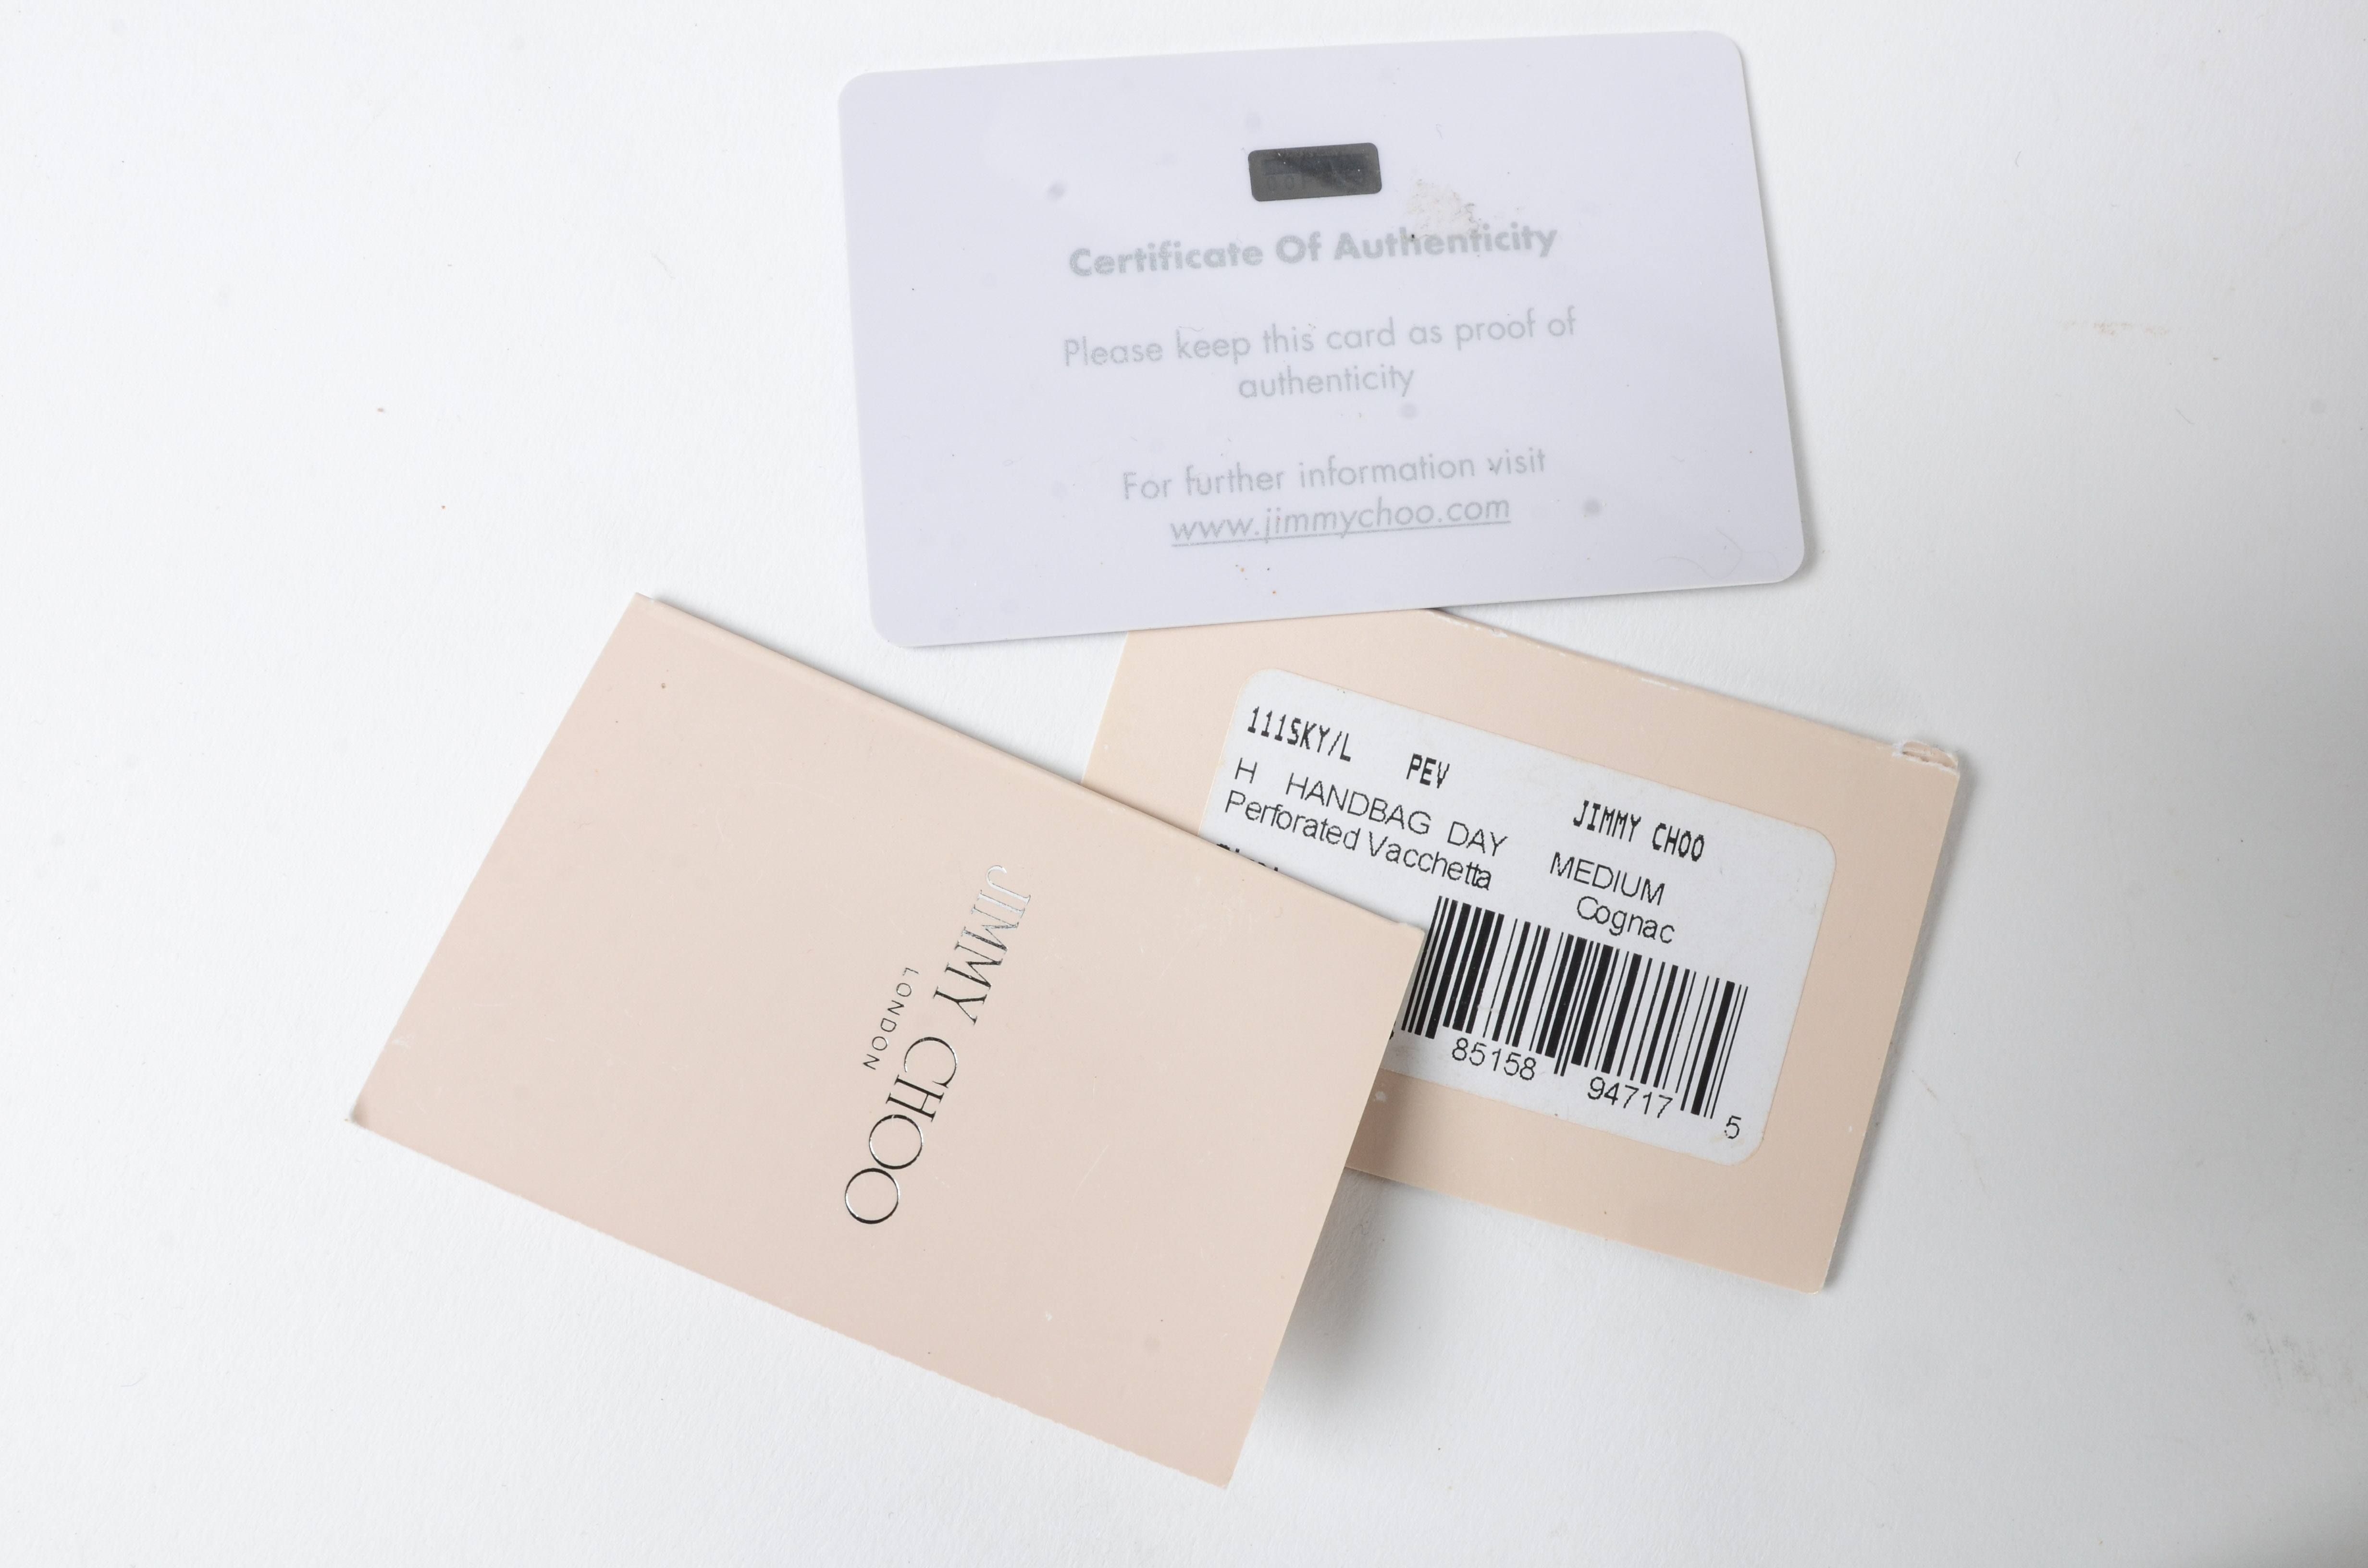 Certificate Of Authenticity
Please keep this card as proof of
authenticity
For further information visit
www.jimmychoo.com
111SKY/L PEV JIMMY CHOO
H HANDBAG DAY MEDIUM
Perforated Vacchetta Cognac
85158 94717 5
JIMMY CHOO
LONDON